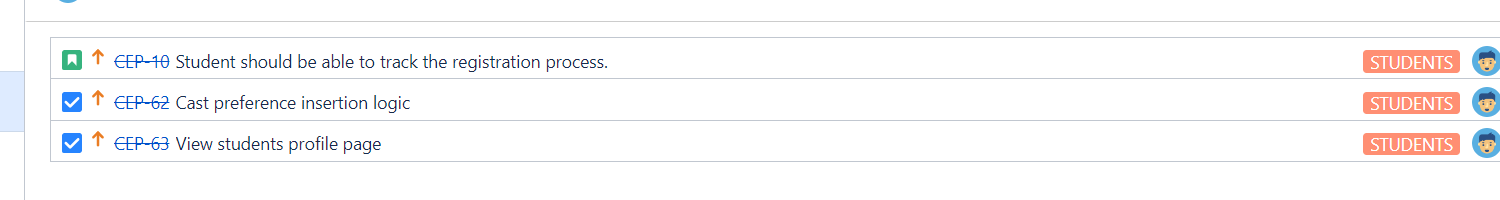 CEP-10 Student should be able to track the registration process. STUDENTS
CEP-62 Cast preference insertion logic STUDENTS
CEP-63 View students profile page STUDENTS